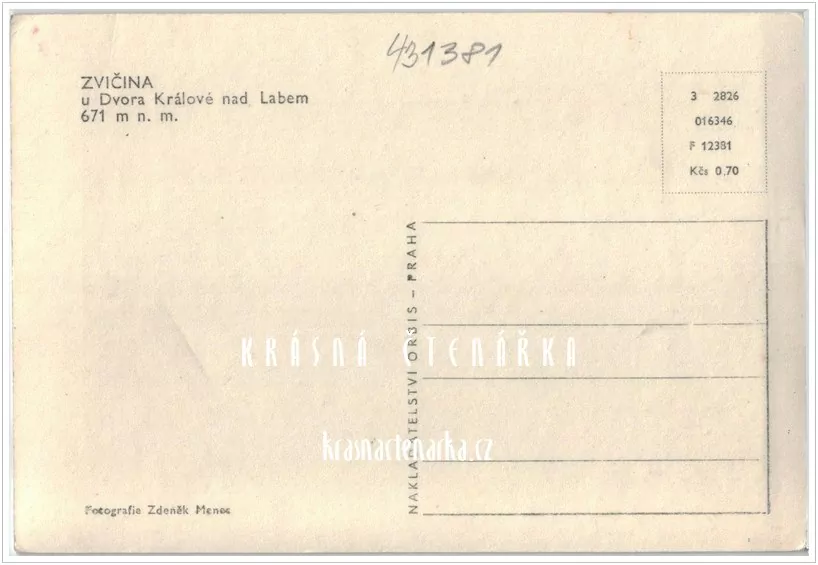 431381
ZVIČINA
u Dvora Králové nad Labem
671 m n. m.
3 2826
016346
F 12381
Kčs 0,70
NAKLADATELSTVÍ ORBIS – PRAHA
KRÁSNÁ ČTENÁŘKA
krasnactenarka.cz
Fotografie Zdeněk Menec